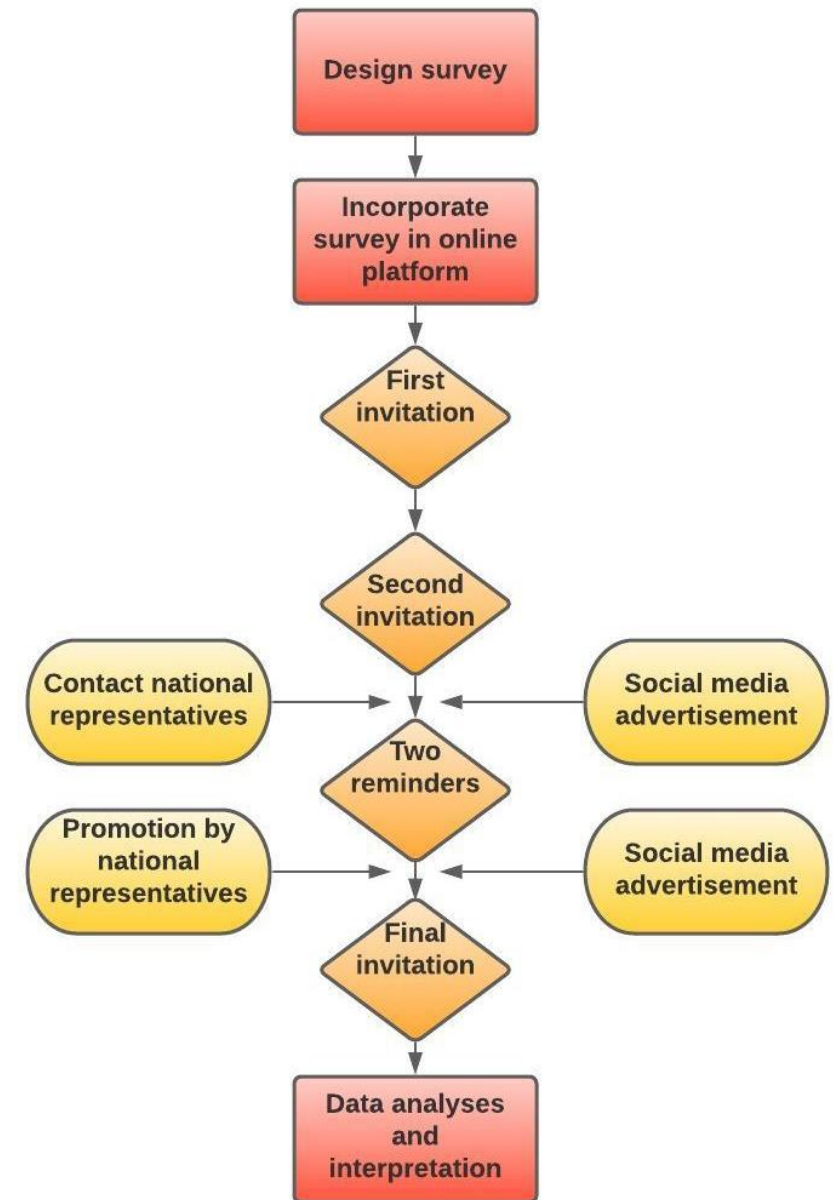 Design survey
Incorporate
survey in online
platform
First
invitation
Second
invitation
Contact national
representatives
Social media
advertisement
Two
reminders
Promotion by
national
representatives
Social media
advertisement
Final
invitation
Data analyses
and
interpretation